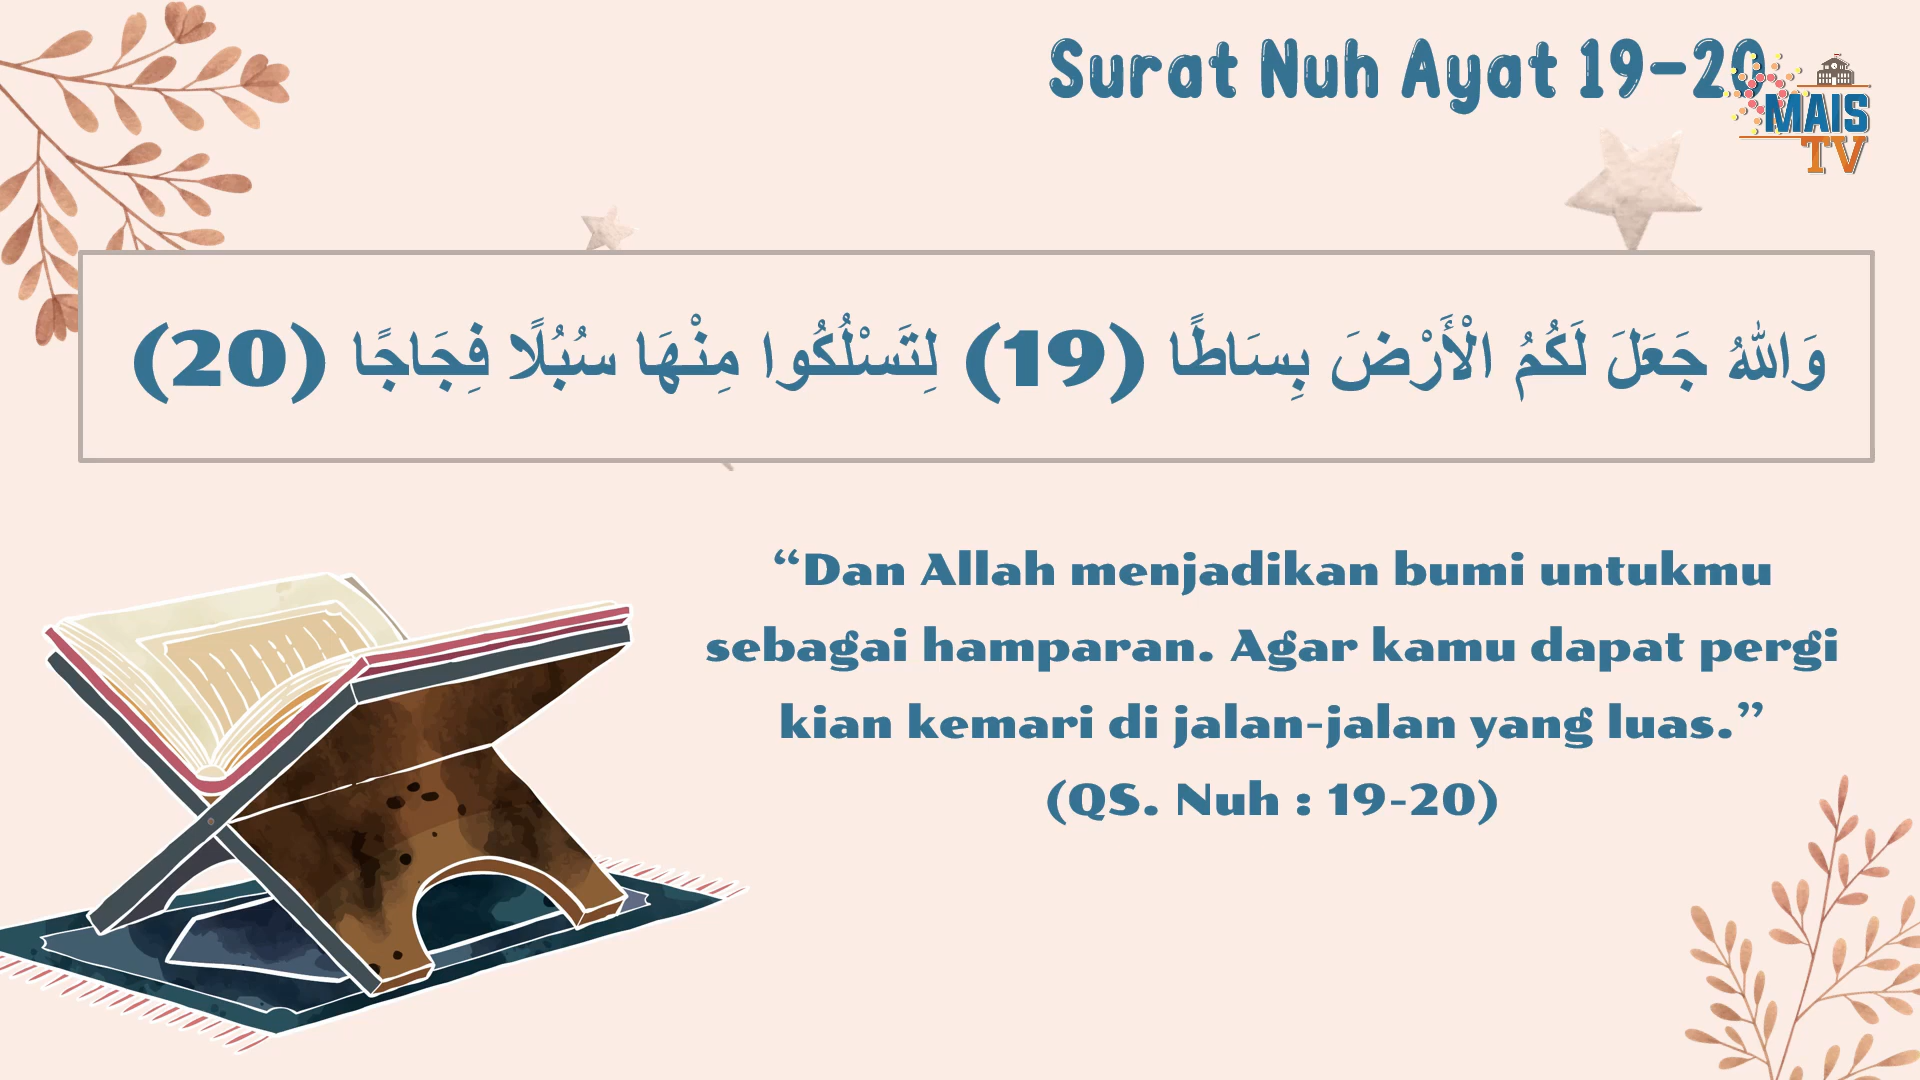 Surat Nuh Ayat 19-20
MAIS
TV
وَاللهُ جَعَلَ لَكُمُ الْأَرْضَ بِسَاطًا (19) لِتَسْلُكُوا مِنْهَا سُبُلًا فِجَاجًا (20)
“Dan Allah menjadikan bumi untukmu
sebagai hamparan. Agar kamu dapat pergi
kian kemari di jalan-jalan yang luas.”
(QS. Nuh : 19-20)